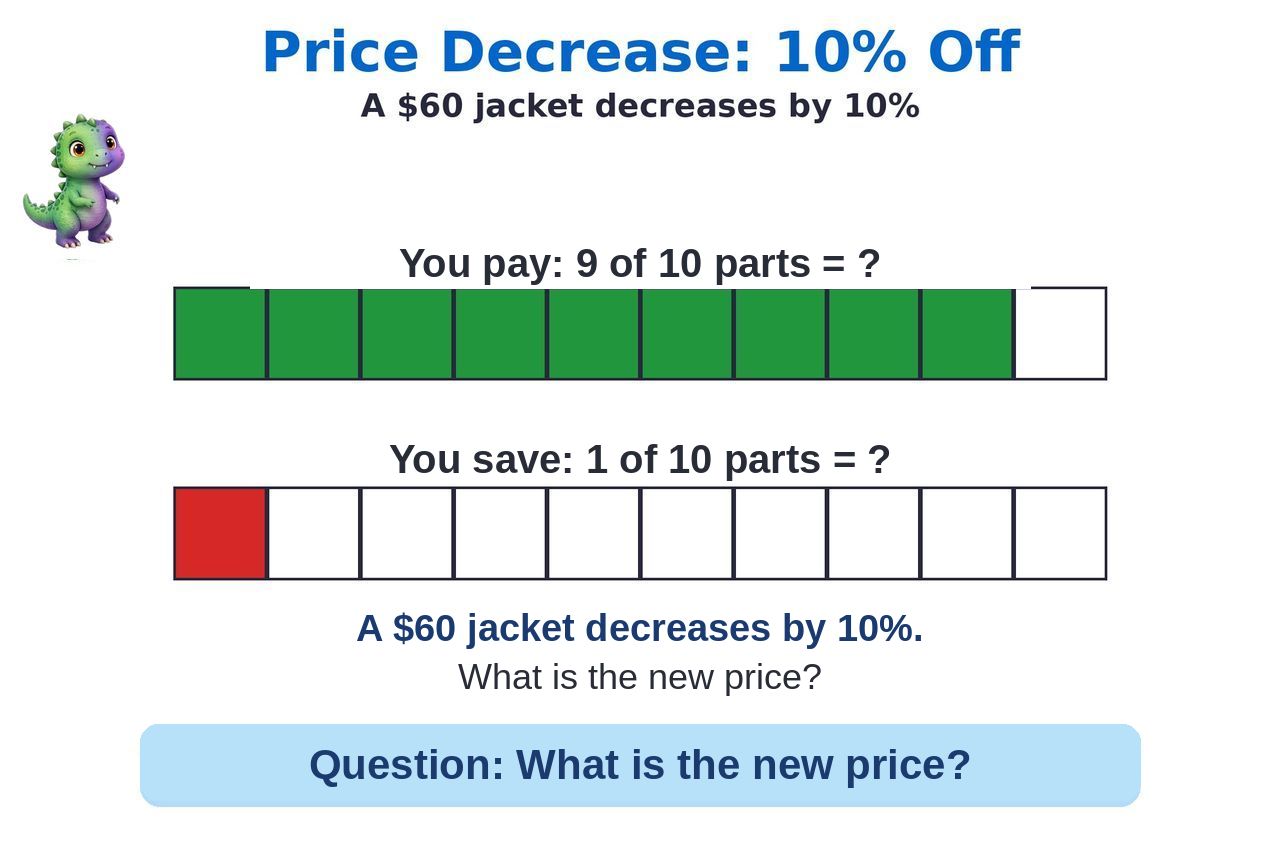 Price Decrease: 10% Off
A $60 jacket decreases by 10%
You pay: 9 of 10 parts = ?
You save: 1 of 10 parts = ?
A $60 jacket decreases by 10%.
What is the new price?
Question: What is the new price?